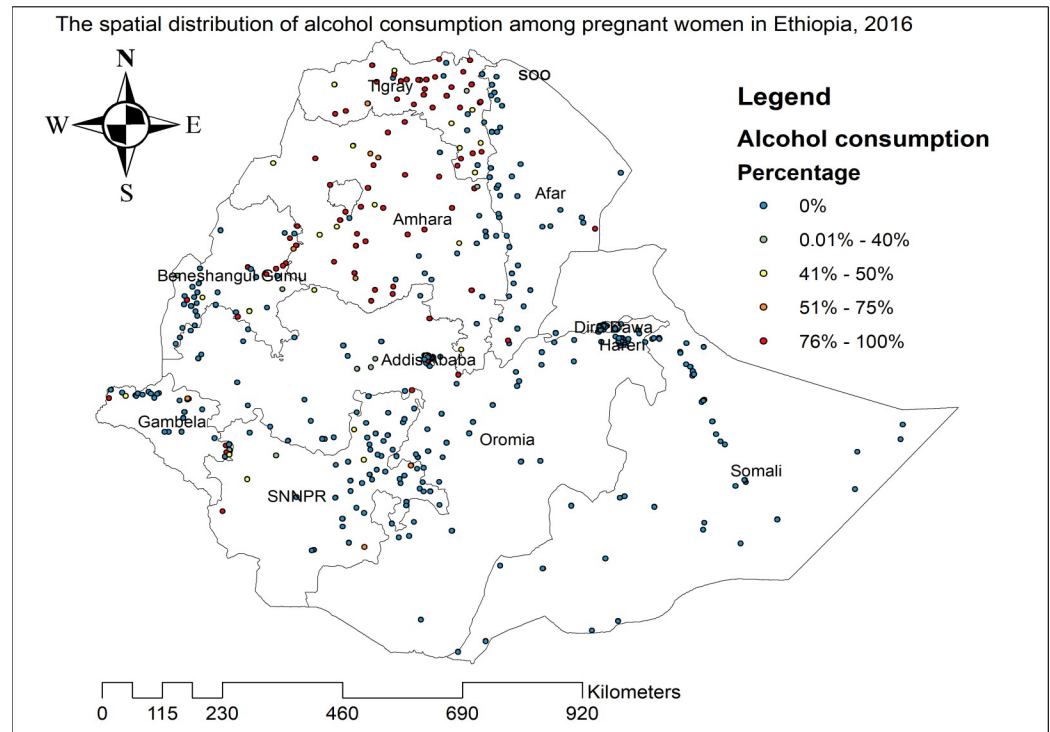 The spatial distribution of alcohol consumption among pregnant women in Ethiopia, 2016
N
W E
S
SOO
Tigray
Afar
Amhara
Beneshangul Gumu
Dire Dawa
Hareri
Addis Ababa
Gambela
Oromia
Somali
SNNPR
Legend
Alcohol consumption
Percentage
0%
0.01% - 40%
41% - 50%
51% - 75%
76% - 100%
Kilometers
0 115 230 460 690 920